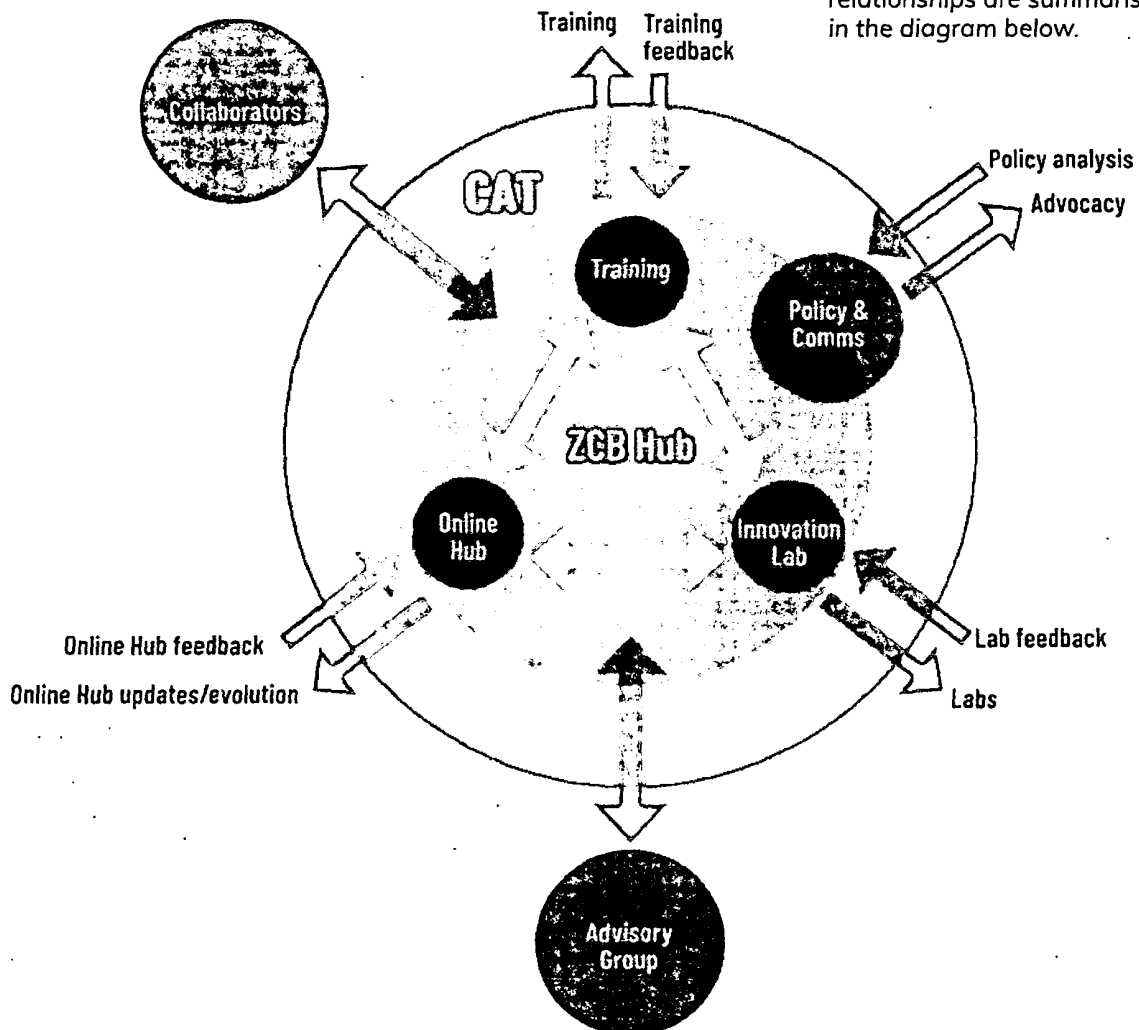 relationships are summaris
in the diagram below.
Training
Training
feedback
Collaborators
CAT
Policy analysis
Advocacy
Training
Policy &
Comms
ZCB Hub
Online
Hub
Innovation
Lab
Online Hub feedback
Online Hub updates/evolution
Lab feedback
Labs
Advisory
Group